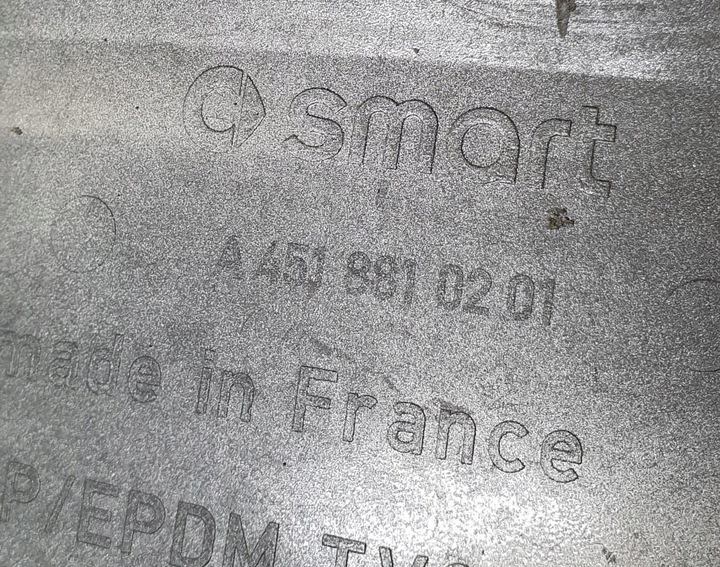 smart
A 451 881 02 01
made in France
P/EPDM